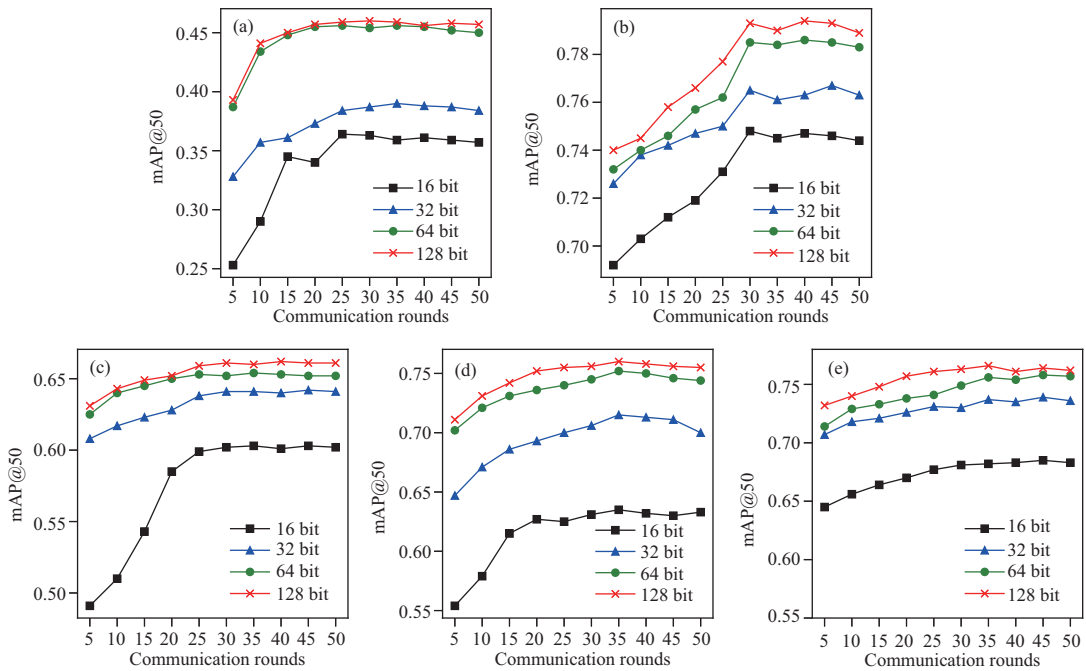 (a)
mAP@50
0.45
0.40
0.35
0.30
0.25
16 bit
32 bit
64 bit
128 bit
5 10 15 20 25 30 35 40 45 50
Communication rounds
(b)
mAP@50
0.78
0.76
0.74
0.72
0.70
16 bit
32 bit
64 bit
128 bit
5 10 15 20 25 30 35 40 45 50
Communication rounds
(c)
mAP@50
0.65
0.60
0.55
0.50
16 bit
32 bit
64 bit
128 bit
5 10 15 20 25 30 35 40 45 50
Communication rounds
(d)
mAP@50
0.75
0.70
0.65
0.60
0.55
16 bit
32 bit
64 bit
128 bit
5 10 15 20 25 30 35 40 45 50
Communication rounds
(e)
mAP@50
0.75
0.70
0.65
0.60
0.55
16 bit
32 bit
64 bit
128 bit
5 10 15 20 25 30 35 40 45 50
Communication rounds